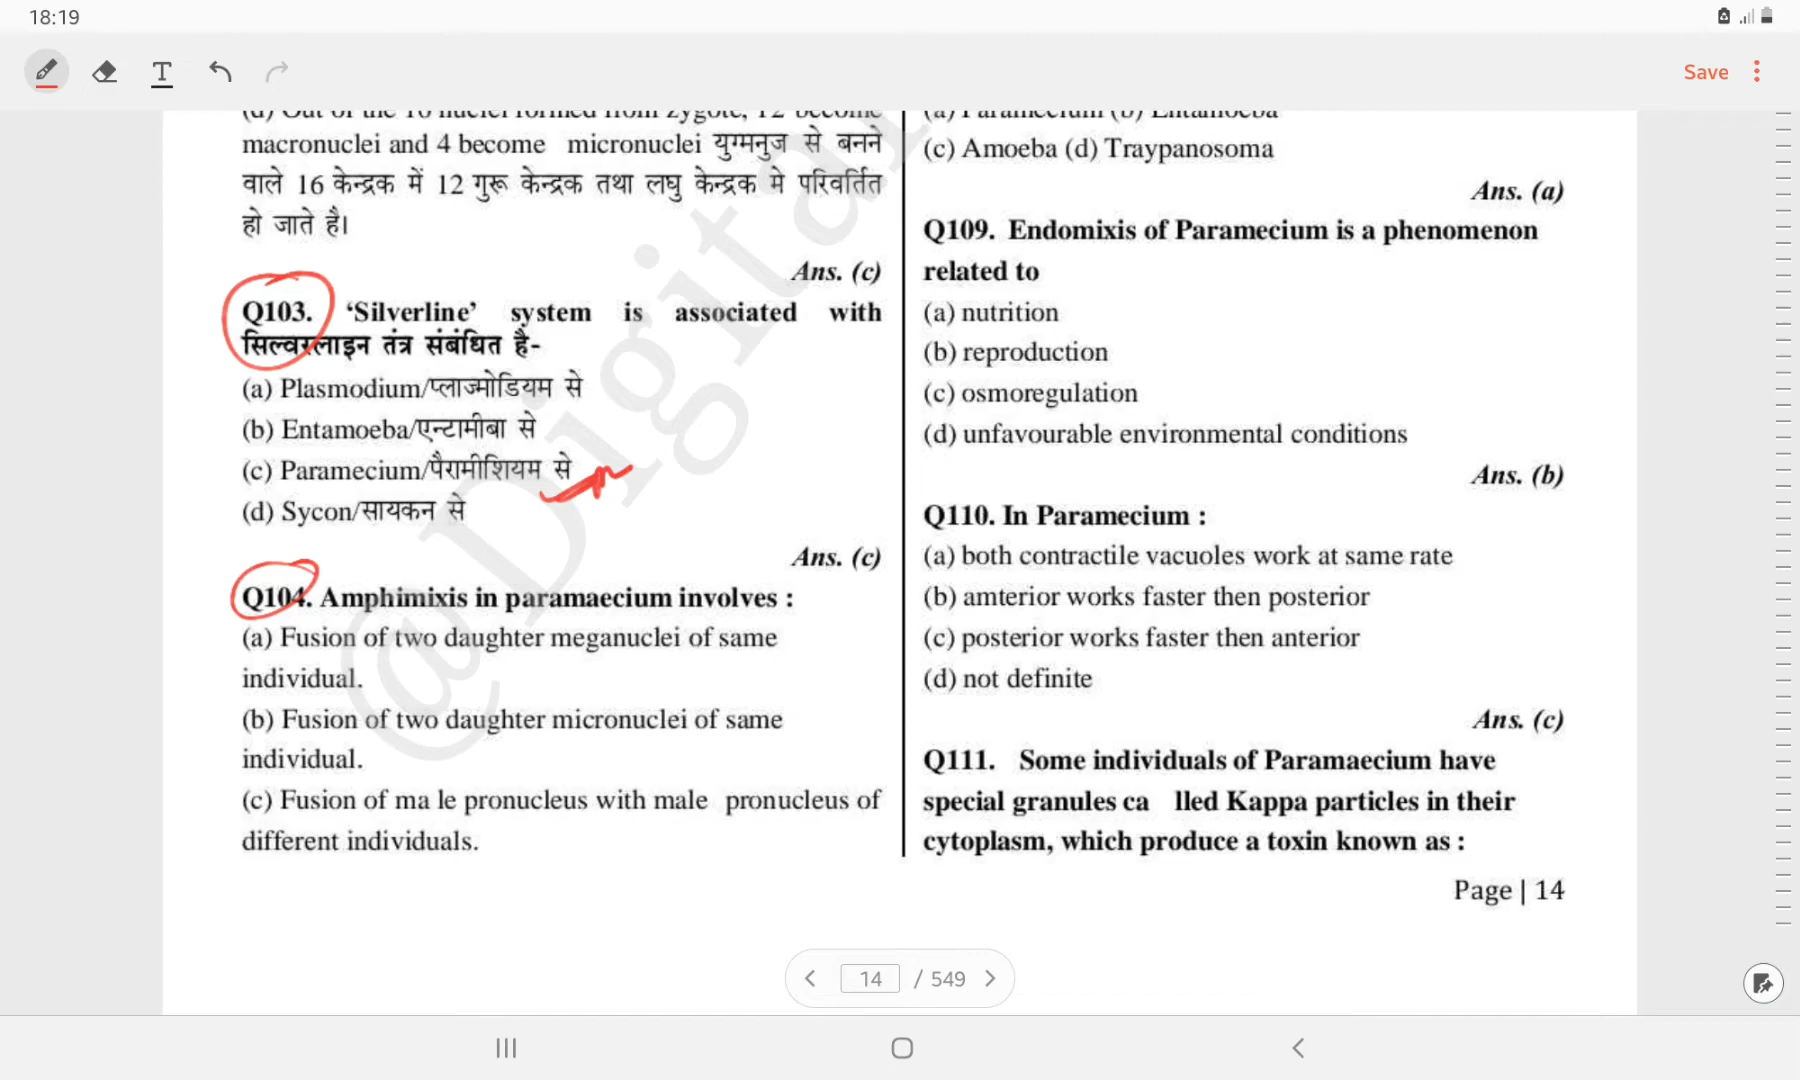 18:19
T
Save
macronuclei and 4 become micronuclei युग्मनुज से बनने
वाले 16 केन्द्रक में 12 गुरू केन्द्रक तथा लघु केन्द्रक मे परिवर्तित
हो जाते है।
Ans. (c)
Q103. ‘Silverline’ system is associated with
सिल्वरलाइन तंत्र संबंधित है-
(a) Plasmodium/प्लाज्मोडियम से
(b) Entamoeba/एन्टामीबा से
(c) Paramecium/पैरामीशियम से
(d) Sycon/सायकन से
Ans. (c)
Q104. Amphimixis in paramaecium involves :
(a) Fusion of two daughter meganuclei of same
individual.
(b) Fusion of two daughter micronuclei of same
individual.
(c) Fusion of ma le pronucleus with male pronucleus of
different individuals.
(c) Amoeba (d) Traypanosoma
Ans. (a)
Q109. Endomixis of Paramecium is a phenomenon
related to
(a) nutrition
(b) reproduction
(c) osmoregulation
(d) unfavourable environmental conditions
Ans. (b)
Q110. In Paramecium :
(a) both contractile vacuoles work at same rate
(b) amterior works faster then posterior
(c) posterior works faster then anterior
(d) not definite
Ans. (c)
Q111. Some individuals of Paramaecium have
special granules ca lled Kappa particles in their
cytoplasm, which produce a toxin known as :
Page | 14
@Digital
14 / 549